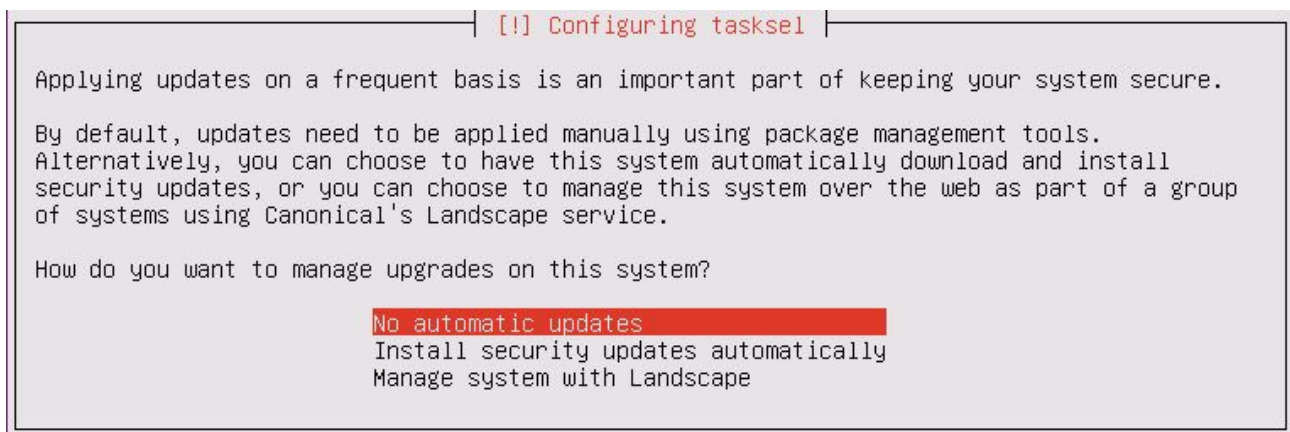 [!] Configuring tasksel
Applying updates on a frequent basis is an important part of keeping your system secure.
By default, updates need to be applied manually using package management tools.
Alternatively, you can choose to have this system automatically download and install
security updates, or you can choose to manage this system over the web as part of a group
of systems using Canonical's Landscape service.
How do you want to manage upgrades on this system?
No automatic updates
Install security updates automatically
Manage system with Landscape